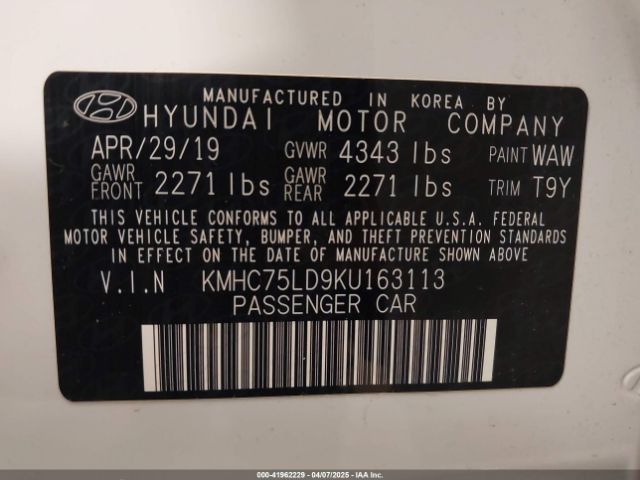 MANUFACTURED IN KOREA BY
HYUNDAI MOTOR COMPANY
APR/29/19 GVWR 4343 lbs PAINT WAW
GAWR FRONT 2271 lbs GAWR REAR 2271 lbs TRIM T9Y
THIS VEHICLE CONFORMS TO ALL APPLICABLE U.S.A. FEDERAL
MOTOR VEHICLE SAFETY, BUMPER, AND THEFT PREVENTION STANDARDS
IN EFFECT ON THE DATE OF MANUFACTURE SHOWN ABOVE
V.I.N KMHC75LD9KU163113
PASSENGER CAR
000-41962229 - 04/07/2025 - IAAI.COM